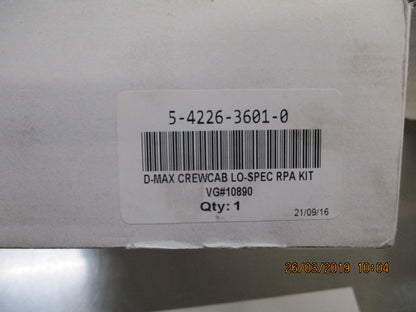 5-4226-3601-0
D-MAX CREWCAB LO-SPEC RPA KIT
VG#10890
Qty: 1
21/09/16
26/03/2019 10:04